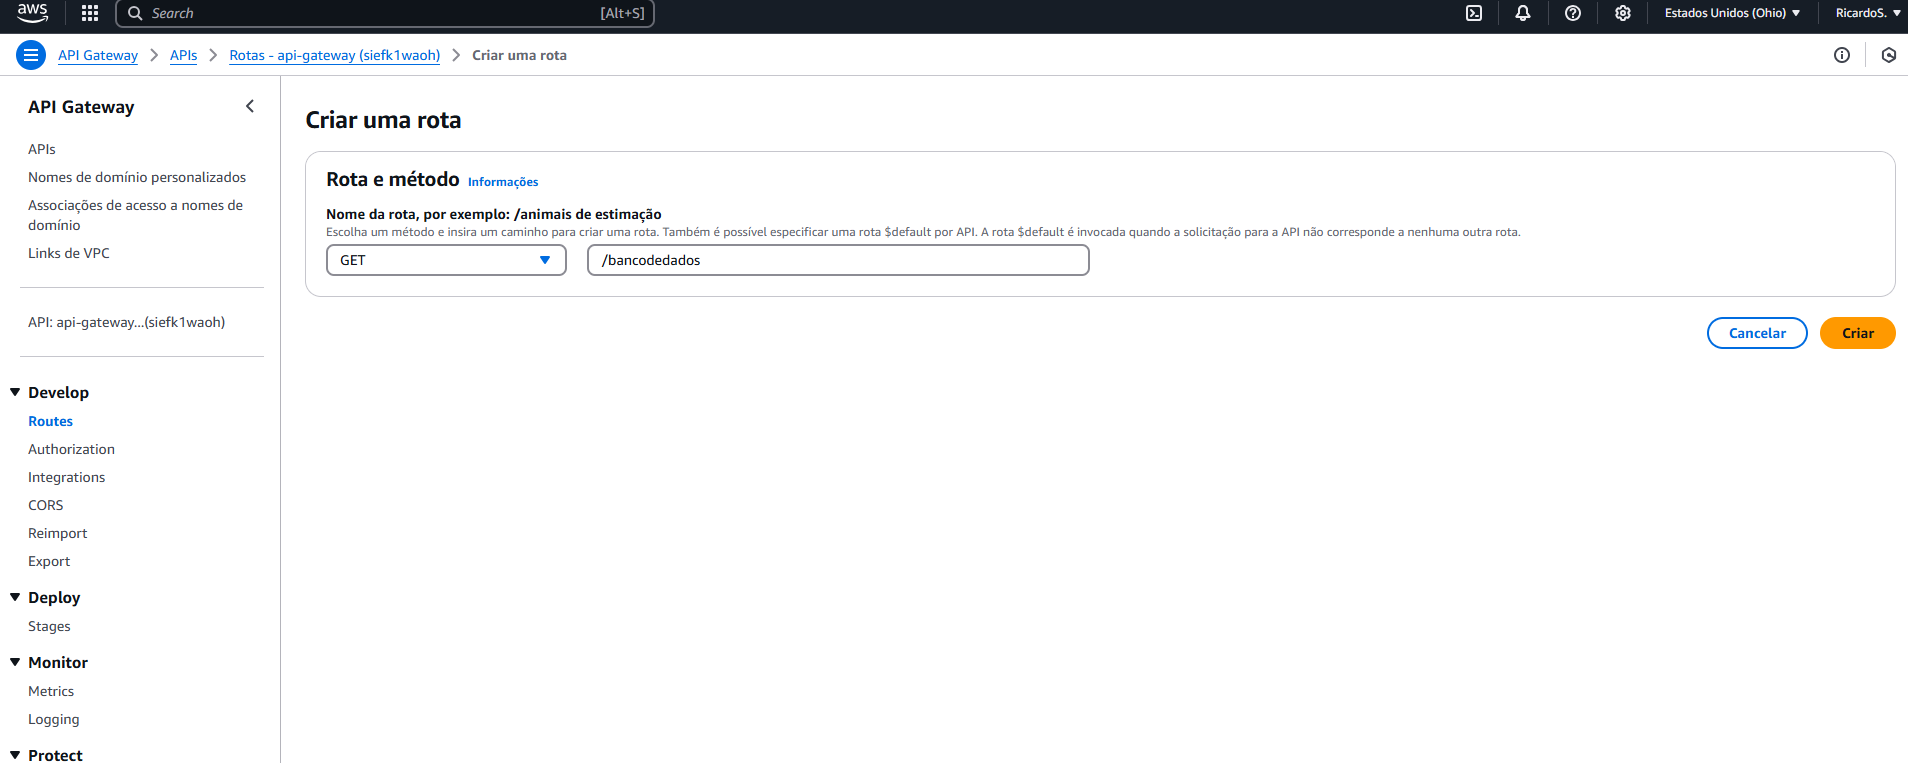 aws
Search [Alt+S]
Estados Unidos (Ohio)
RicardoS.
API Gateway
APIs
Rotas - api-gateway (siefk1waoh)
Criar uma rota
API Gateway
APIs
Nomes de domínio personalizados
Associações de acesso a nomes de
domínio
Links de VPC
API: api-gateway...(siefk1waoh)
Develop
Routes
Authorization
Integrations
CORS
Reimport
Export
Deploy
Stages
Monitor
Metrics
Logging
Protect
Criar uma rota
Rota e método Informações
Nome da rota, por exemplo: /animais de estimação
Escolha um método e insira um caminho para criar uma rota. Também é possível especificar uma rota $default por API. A rota $default é invocada quando a solicitação para a API não corresponde a nenhuma outra rota.
GET
/bancodedados
Cancelar
Criar